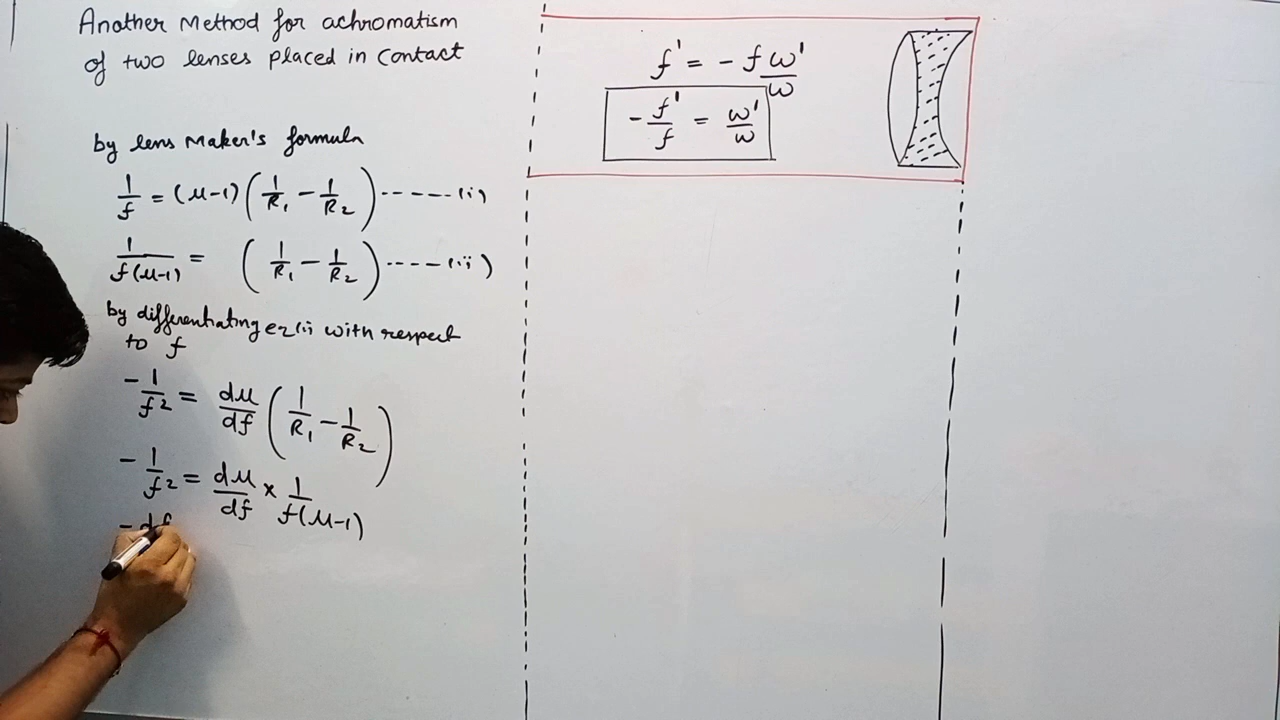 Another Method for achromatism
of two lenses placed in contact
by lens Maker's formula
1/f = (μ-1) (1/R₁ - 1/R₂) ------ (i)
1/f(μ-1) = (1/R₁ - 1/R₂) ----- (ii)
by differentiating eq(i) with respect
to f
- 1/f² = dμ/df (1/R₁ - 1/R₂)
- 1/f² = dμ/df × 1/f(μ-1)
- df
f' = - f ω'/ω
- f'/f = ω'/ω